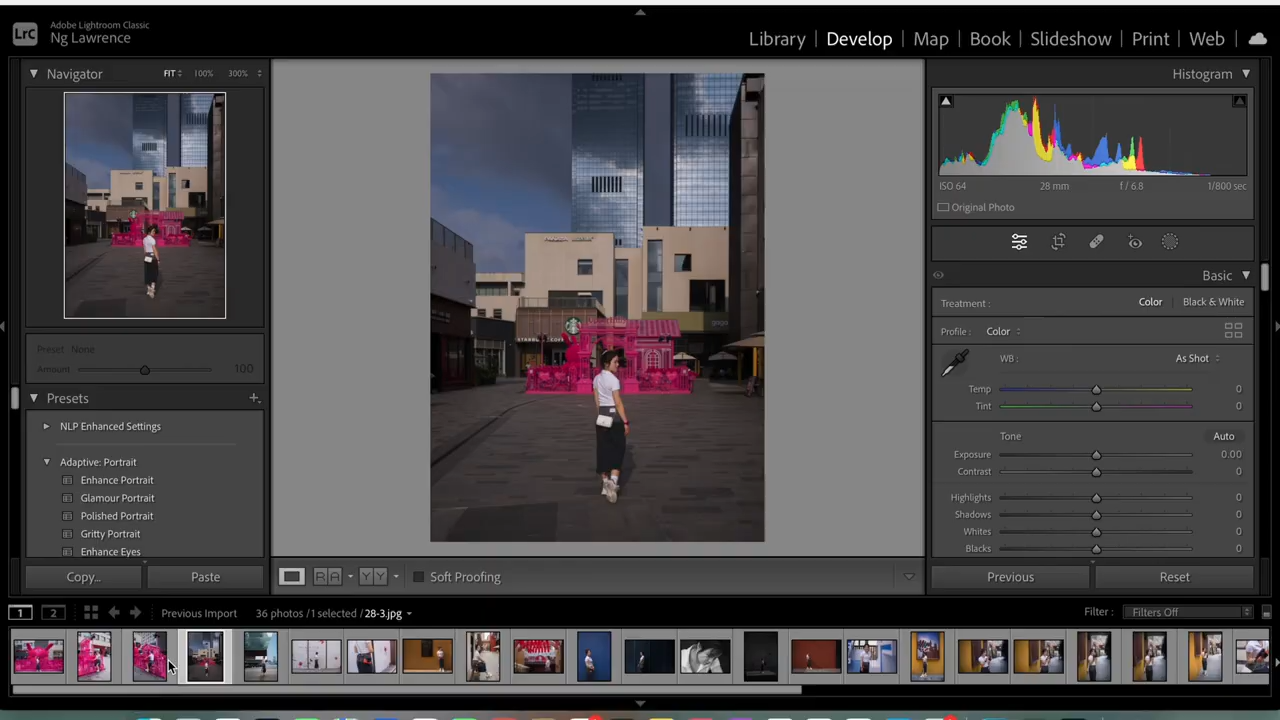 Adobe Lightroom Classic
LrC
Ng Lawrence
Library | Develop | Map | Book | Slideshow | Print | Web
Navigator
FIT
100%
300%
Preset None
Amount
100
Presets
NLP Enhanced Settings
Adaptive: Portrait
Enhance Portrait
Glamour Portrait
Polished Portrait
Gritty Portrait
Enhance Eyes
Copy...
Paste
gaga
R A
Y Y
Soft Proofing
Histogram
ISO 64
28 mm
f / 6.8
1/800 sec
Original Photo
Basic
Treatment :
Color
Black & White
Profile :
Color
WB :
As Shot
Temp
0
Tint
0
Tone
Auto
Exposure
0.00
Contrast
0
Highlights
0
Shadows
0
Whites
0
Blacks
0
Previous
Reset
1
2
Previous Import
36 photos / 1 selected / 28-3.jpg
Filter :
Filters Off